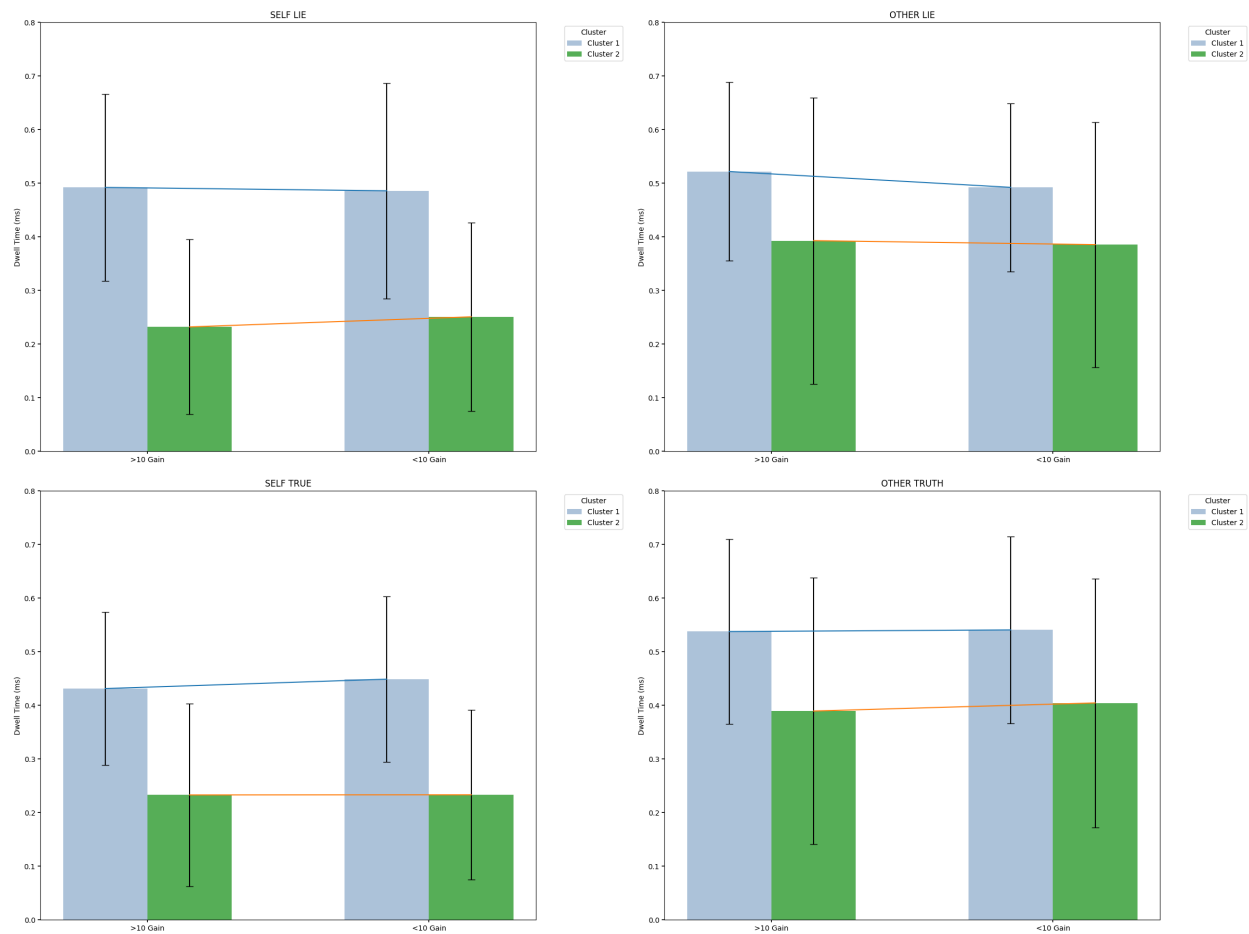 SELF LIE
Dwell Time (ms)
0.8
0.7
0.6
0.5
0.4
0.3
0.2
0.1
0.0
>10 Gain
<10 Gain
Cluster
Cluster 1
Cluster 2
OTHER LIE
Dwell Time (ms)
0.8
0.7
0.6
0.5
0.4
0.3
0.2
0.1
0.0
>10 Gain
<10 Gain
Cluster
Cluster 1
Cluster 2
SELF TRUE
Dwell Time (ms)
0.8
0.7
0.6
0.5
0.4
0.3
0.2
0.1
0.0
>10 Gain
<10 Gain
Cluster
Cluster 1
Cluster 2
OTHER TRUTH
Dwell Time (ms)
0.8
0.7
0.6
0.5
0.4
0.3
0.2
0.1
0.0
>10 Gain
<10 Gain
Cluster
Cluster 1
Cluster 2